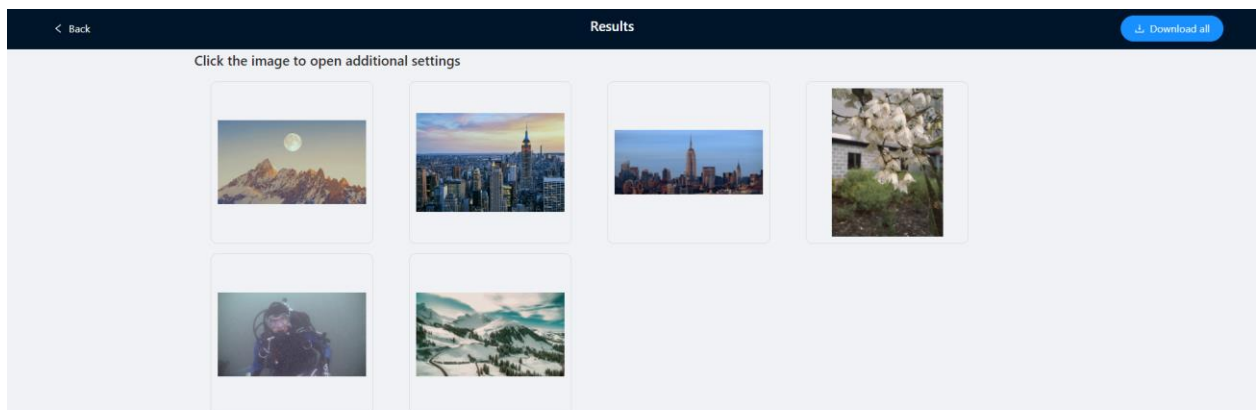 Back
Results
Download all
Click the image to open additional settings